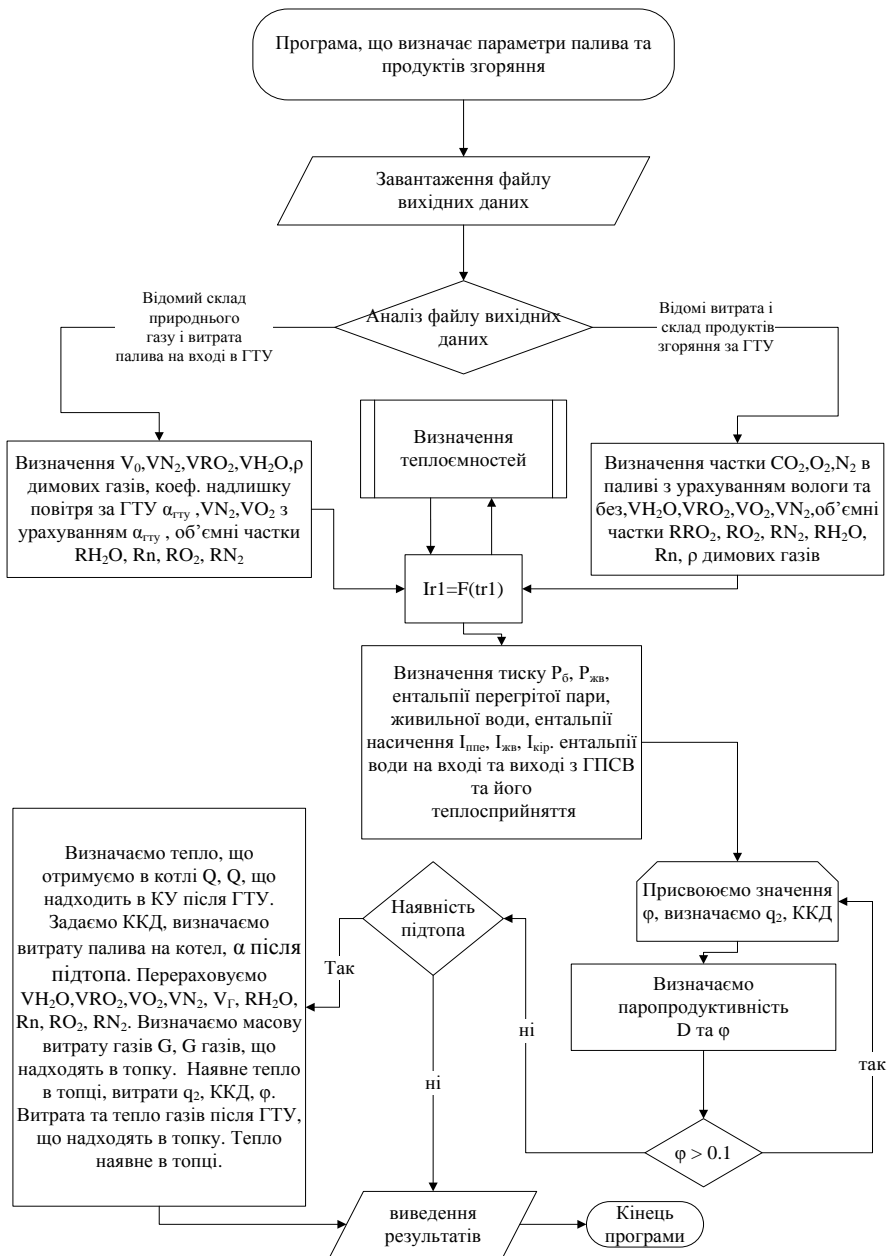 Програма, що визначає параметри палива та
продуктів згоряння
Завантаження файлу
вихідних даних
Аналіз файлу вихідних
даних
Відомий склад
природнього
газу і витрата
палива на вході в ГТУ
Відомі витрата і
склад продуктів
згоряння за ГТУ
Визначення V₀,VN₂,VRO₂,VH₂O,ρ
димових газів, коеф. надлишку
повітря за ГТУ αгту ,VN₂,VO₂ з
урахуванням αгту , об’ємні частки
RH₂O, Rn, RO₂, RN₂
Визначення
теплоємностей
Визначення частки CO₂,O₂,N₂ в
паливі з урахуванням вологи та
без,VH₂O,VRO₂,VO₂,VN₂,об’ємні
частки RRO₂, RO₂, RN₂, RH₂O,
Rn, ρ димових газів
Ir1=F(tr1)
Визначення тиску Рб, Ржв,
ентальпії перегрітої пари,
живильної води, ентальпії
насичення Іппе, Іжв, Ікір. ентальпії
води на вході та виході з ГПСВ
та його
теплосприйняття
Визначаємо тепло, що
отримуємо в котлі Q, Q, що
надходить в КУ після ГТУ.
Задаємо ККД, визначаємо
витрату палива на котел, α після
підтопа. Перераховуємо
VH₂O,VRO₂,VO₂,VN₂, VГ, RH₂O,
Rn, RO₂, RN₂. Визначаємо масову
витрату газів G, G газів, що
надходять в топку. Наявне тепло
в топці, витрати q₂, ККД, φ.
Витрата та тепло газів після ГТУ,
що надходять в топку. Тепло
наявне в топці.
Наявність
підтопа
Так
ні
Присвоюємо значення
φ, визначаємо q₂, ККД
Визначаємо
паропродуктивність
D та φ
ні
так
φ > 0.1
виведення
результатів
Кінець
програми